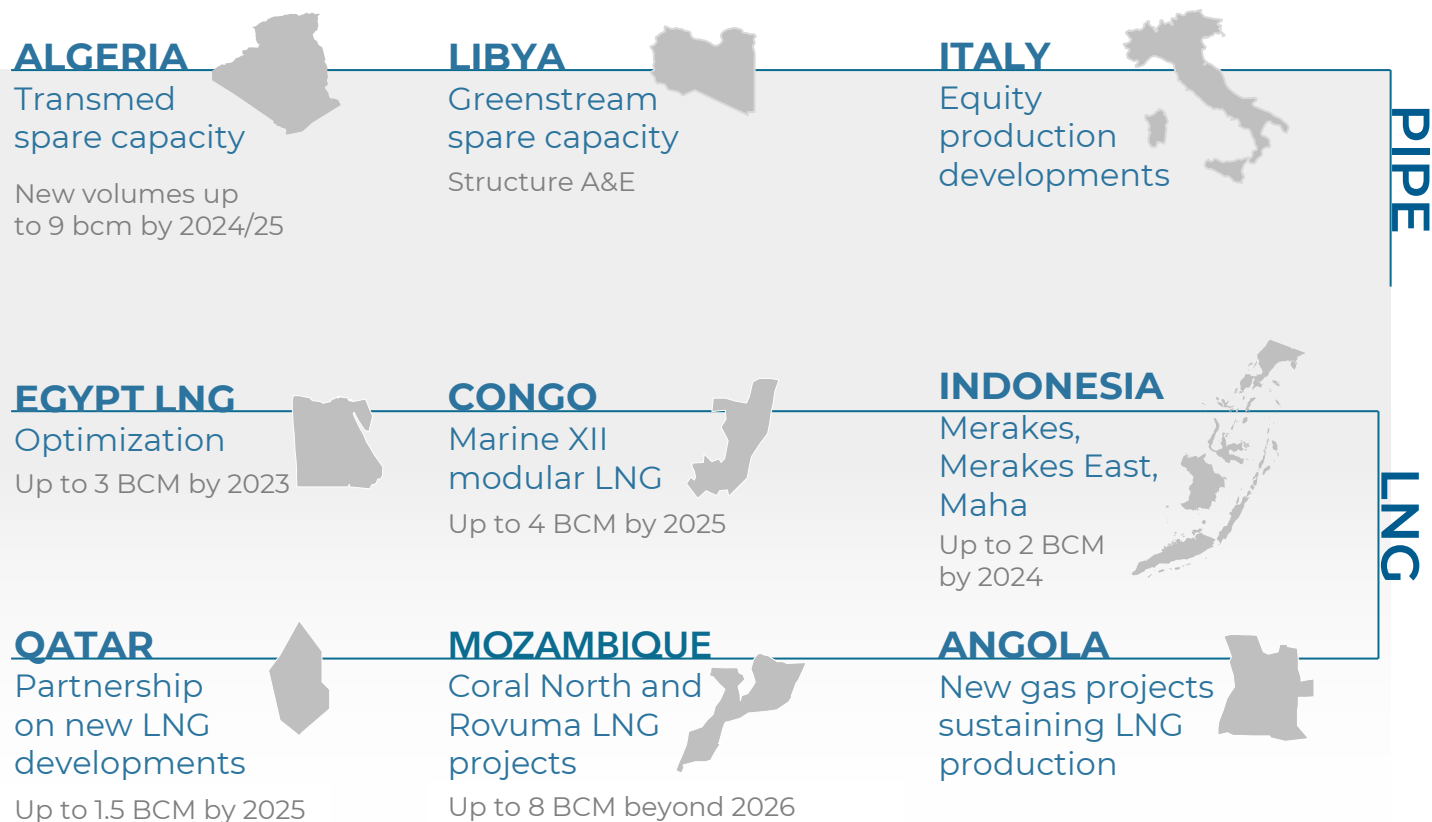 ALGERIA
Transmed
spare capacity
New volumes up
to 9 bcm by 2024/25
LIBYA
Greenstream
spare capacity
Structure A&E
ITALY
Equity
production
developments
PIPE
EGYPT LNG
Optimization
Up to 3 BCM by 2023
CONGO
Marine XII
modular LNG
Up to 4 BCM by 2025
INDONESIA
Merakes,
Merakes East,
Maha
Up to 2 BCM
by 2024
LNG
QATAR
Partnership
on new LNG
developments
Up to 1.5 BCM by 2025
MOZAMBIQUE
Coral North and
Rovuma LNG
projects
Up to 8 BCM beyond 2026
ANGOLA
New gas projects
sustaining LNG
production